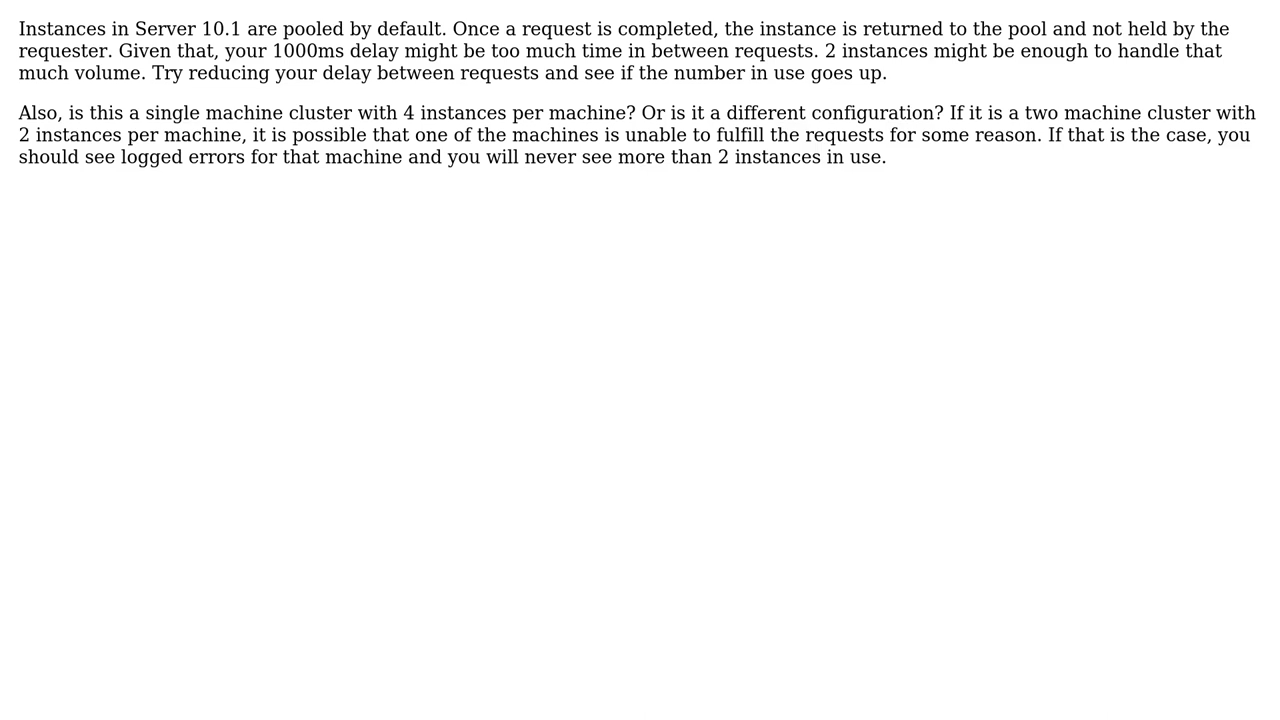 Instances in Server 10.1 are pooled by default. Once a request is completed, the instance is returned to the pool and not held by the
requester. Given that, your 1000ms delay might be too much time in between requests. 2 instances might be enough to handle that
much volume. Try reducing your delay between requests and see if the number in use goes up.
Also, is this a single machine cluster with 4 instances per machine? Or is it a different configuration? If it is a two machine cluster with
2 instances per machine, it is possible that one of the machines is unable to fulfill the requests for some reason. If that is the case, you
should see logged errors for that machine and you will never see more than 2 instances in use.